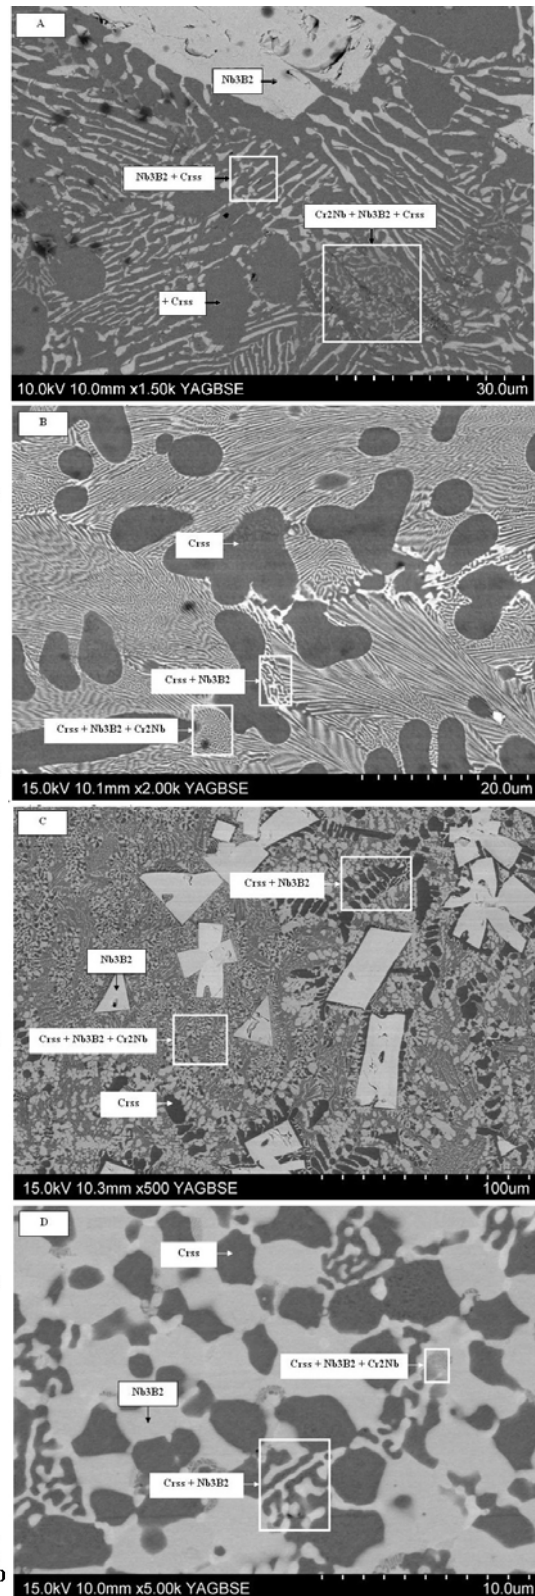 A
Nb3B2
Nb3B2 + Crss
Cr2Nb + Nb3B2 + Crss
+ Crss
10.0kV 10.0mm x1.50k YAGBSE 30.0um
B
Crss
Crss + Nb3B2
Crss + Nb3B2 + Cr2Nb
15.0kV 10.1mm x2.00k YAGBSE 20.0um
C
Crss + Nb3B2
Nb3B2
Crss + Nb3B2 + Cr2Nb
Crss
15.0kV 10.3mm x500 YAGBSE 100um
D
Crss
Crss + Nb3B2 + Cr2Nb
Nb3B2
Crss + Nb3B2
15.0kV 10.0mm x5.00k YAGBSE 10.0um